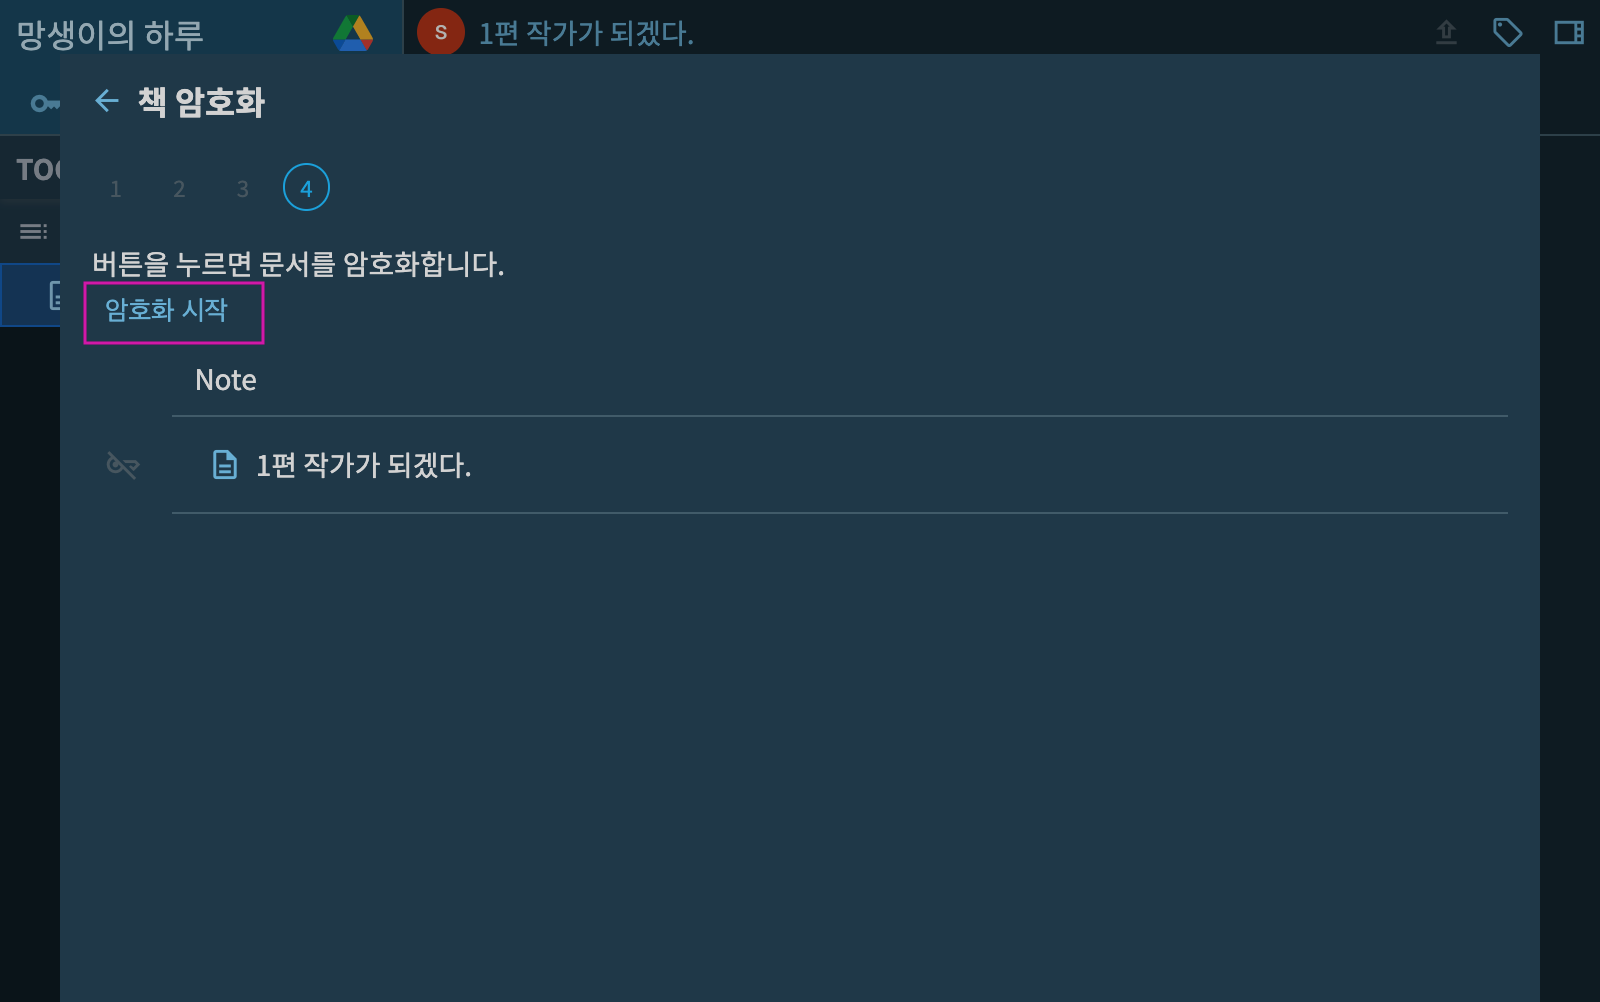 망생이의 하루
S 1편 작가가 되겠다.
책 암호화
TO
1 2 3 4
버튼을 누르면 문서를 암호화합니다.
암호화 시작
Note
1편 작가가 되겠다.